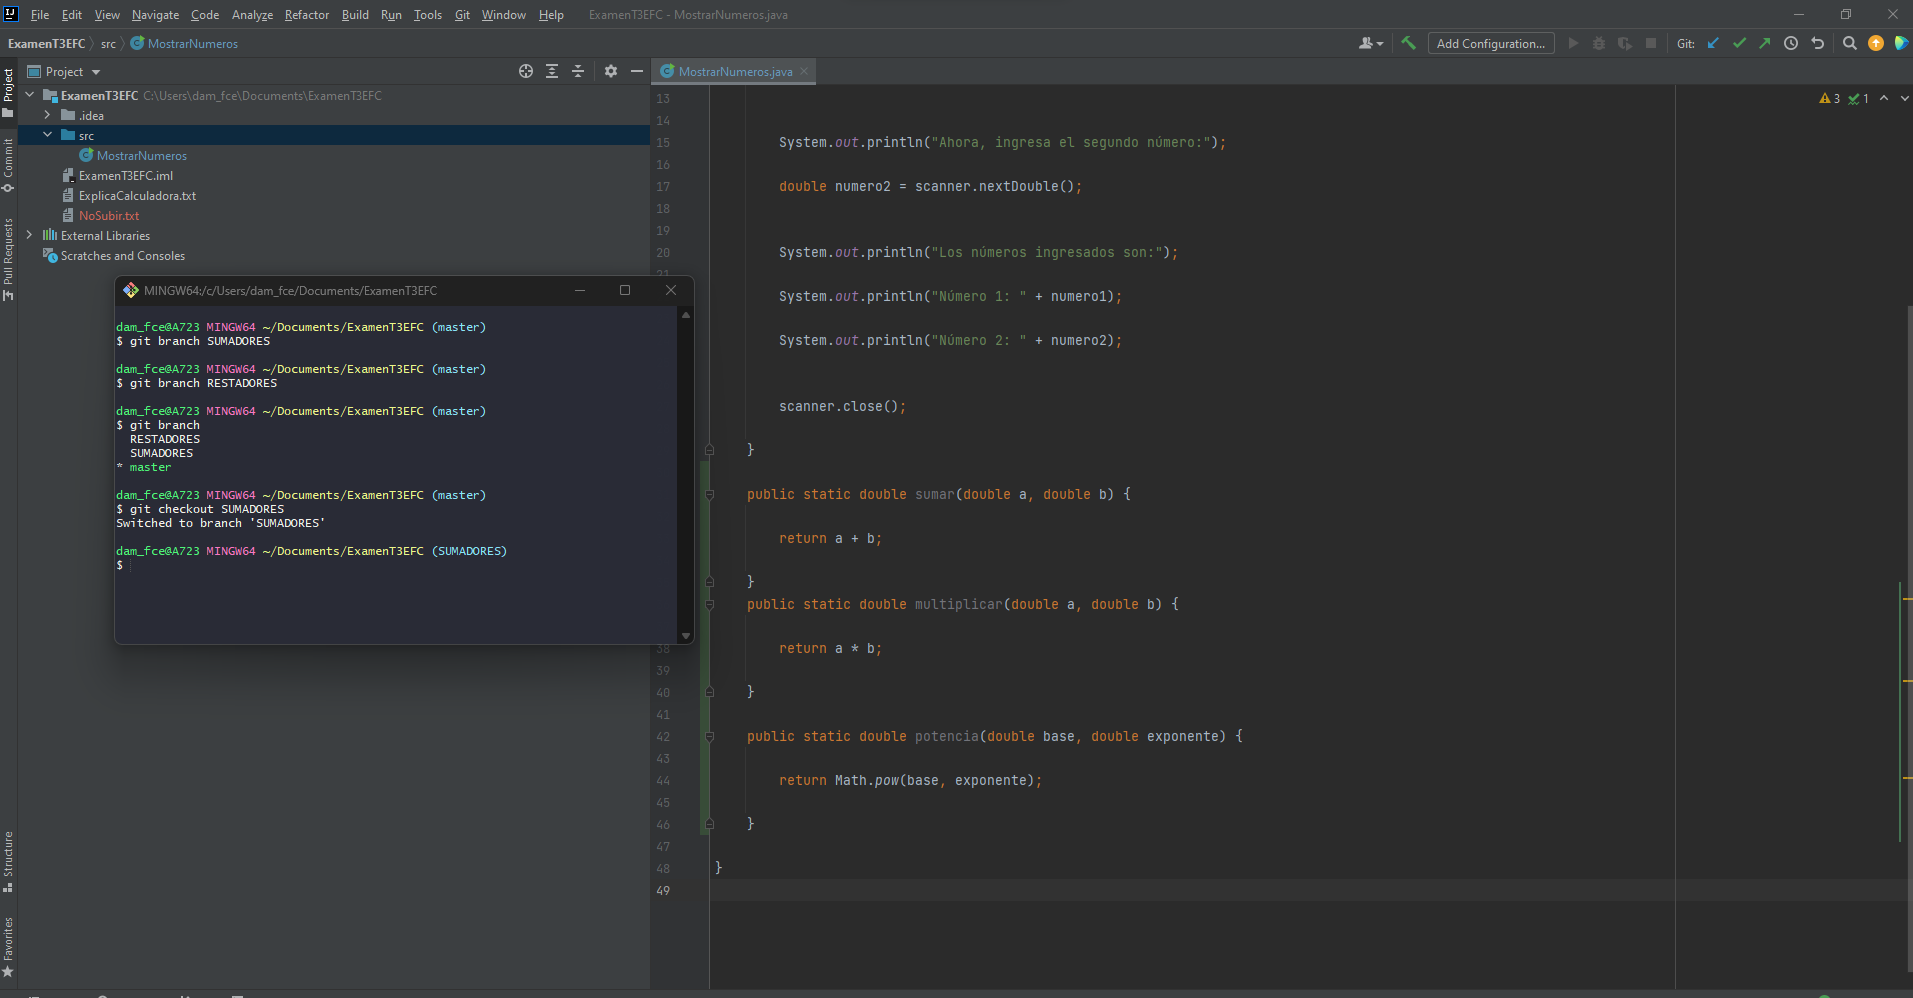 File Edit View Navigate Code Analyze Refactor Build Run Tools Git Window Help ExamenT3EFC - MostrarNumeros.java
ExamenT3EFC src MostrarNumeros Add Configuration... Git:
Project
MostrarNumeros.java
ExamenT3EFC C:\Users\dam_fce\Documents\ExamenT3EFC
.idea
src
MostrarNumeros
ExamenT3EFC.iml
ExplicaCalculadora.txt
NoSubir.txt
External Libraries
Scratches and Consoles
Project
Commit
Pull Requests
Structure
Favorites
MINGW64:/c/Users/dam_fce/Documents/ExamenT3EFC
dam_fce@A723 MINGW64 ~/Documents/ExamenT3EFC (master)
$ git branch SUMADORES
dam_fce@A723 MINGW64 ~/Documents/ExamenT3EFC (master)
$ git branch RESTADORES
dam_fce@A723 MINGW64 ~/Documents/ExamenT3EFC (master)
$ git branch
RESTADORES
SUMADORES
* master
dam_fce@A723 MINGW64 ~/Documents/ExamenT3EFC (master)
$ git checkout SUMADORES
Switched to branch 'SUMADORES'
dam_fce@A723 MINGW64 ~/Documents/ExamenT3EFC (SUMADORES)
$
3 1
13
14
15 System.out.println("Ahora, ingresa el segundo número:");
16
17 double numero2 = scanner.nextDouble();
18
19
20 System.out.println("Los números ingresados son:");
21
System.out.println("Número 1: " + numero1);
System.out.println("Número 2: " + numero2);
scanner.close();
}
public static double sumar(double a, double b) {
return a + b;
}
public static double multiplicar(double a, double b) {
38 return a * b;
39
40 }
41
42 public static double potencia(double base, double exponente) {
43
44 return Math.pow(base, exponente);
45
46 }
47
48 }
49